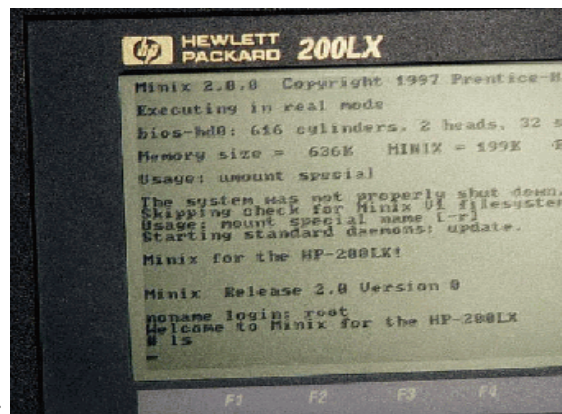 hp HEWLETT PACKARD 200LX
Minix 2.0.0 Copyright 1997 Prentice-H
Executing in real mode
bios-hd0: 616 cylinders, 2 heads, 32 s
Memory size = 636K MINIX = 199K
Usage: umount special
The system was not properly shut down.
Skipping check for Minix V1 filesystem
Usage: mount special name [-r]
Starting standard daemons: update.
Minix for the HP-200LX!
Minix Release 2.0 Version 0
noname login: root
Welcome to Minix for the HP-200LX
# ls
F1 F2 F3 F4